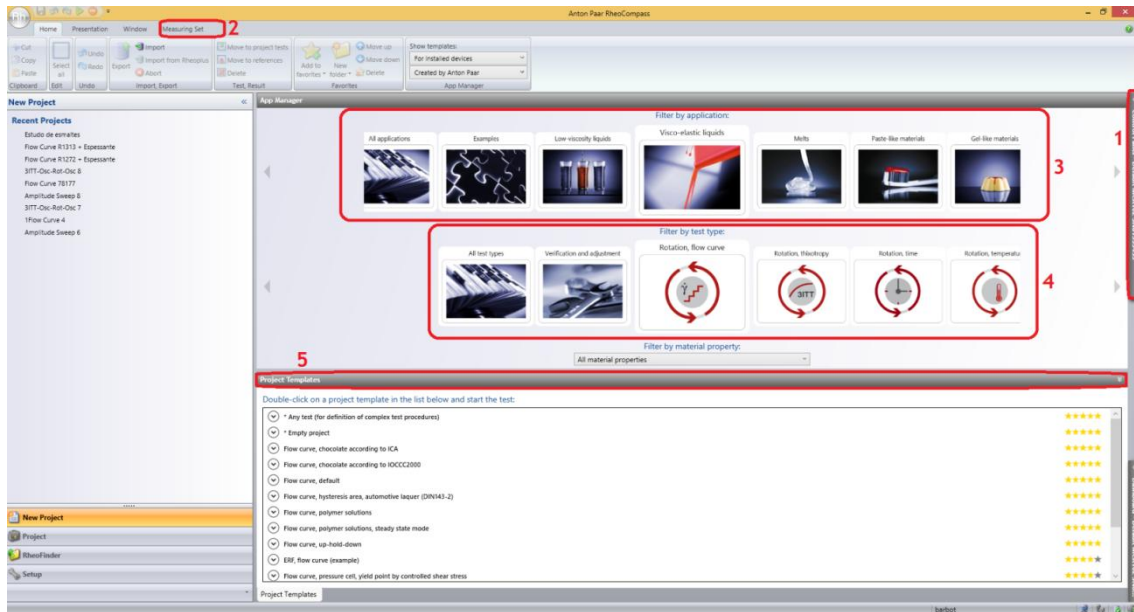 Anton Paar RheoCompass
Home Presentation Window Measuring Set 2
Cut
Copy
Paste
Clipboard
Select all
Edit
Undo
Redo
Undo
Export
Import
Import from Rheoplus
Abort
Import, Export
Move to project tests
Move to references
Delete
Test, Result
Add to favorites
New folder
Move up
Move down
Delete
Favorites
Show templates:
For installed devices
Created by Anton Paar
App Manager
New Project
Recent Projects
Estudo de esmaltes
Flow Curve R1313 + Espessante
Flow Curve R1272 + Espessante
3ITT-Osc-Rot-Osc 8
Flow Curve 78177
Amplitude Sweep 8
3ITT-Osc-Rot-Osc 7
1Flow Curve 4
Amplitude Sweep 6
New Project
Project
RheoFinder
Setup
App Manager
1
Filter by application:
All applications Examples Low-viscosity liquids Visco-elastic liquids Melts Paste-like materials Gel-like materials
3
Filter by test type:
All test types Verification and adjustment Rotation, flow curve Rotation, thixotropy Rotation, time Rotation, temperatu
3ITT
4
Filter by material property:
All material properties
5
Project Templates
Double-click on a project template in the list below and start the test:
* Any test (for definition of complex test procedures)
* Empty project
Flow curve, chocolate according to ICA
Flow curve, chocolate according to IOCCC2000
Flow curve, default
Flow curve, hysteresis area, automotive laquer (DIN143-2)
Flow curve, polymer solutions
Flow curve, polymer solutions, steady state mode
Flow curve, up-hold-down
ERF, flow curve (example)
Flow curve, pressure cell, yield point by controlled shear stress
Project Templates
barbot